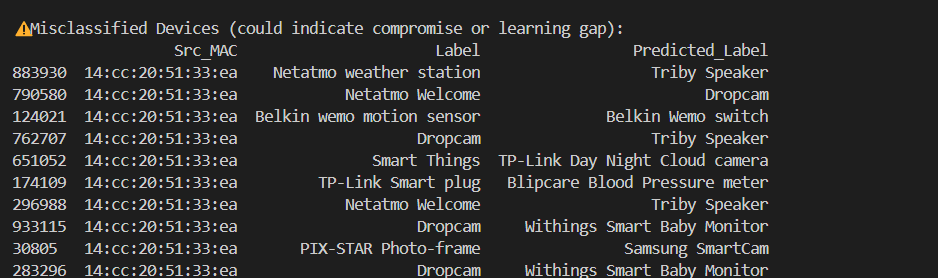 ⚠️Misclassified Devices (could indicate compromise or learning gap):
Src_MAC Label Predicted_Label
883930 14:cc:20:51:33:ea Netatmo weather station Triby Speaker
790580 14:cc:20:51:33:ea Netatmo Welcome Dropcam
124021 14:cc:20:51:33:ea Belkin wemo motion sensor Belkin Wemo switch
762707 14:cc:20:51:33:ea Dropcam Triby Speaker
651052 14:cc:20:51:33:ea Smart Things TP-Link Day Night Cloud camera
174109 14:cc:20:51:33:ea TP-Link Smart plug Blipcare Blood Pressure meter
296988 14:cc:20:51:33:ea Netatmo Welcome Triby Speaker
933115 14:cc:20:51:33:ea Dropcam Withings Smart Baby Monitor
30805 14:cc:20:51:33:ea PIX-STAR Photo-frame Samsung SmartCam
283296 14:cc:20:51:33:ea Dropcam Withings Smart Baby Monitor